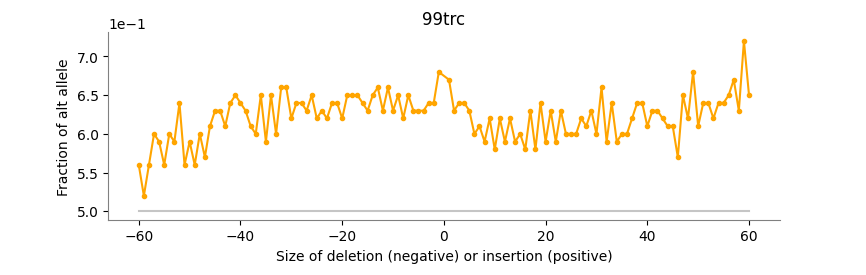 99trc
1e−1
7.0
6.5
6.0
5.5
5.0
Fraction of alt allele
−60 −40 −20 0 20 40 60
Size of deletion (negative) or insertion (positive)